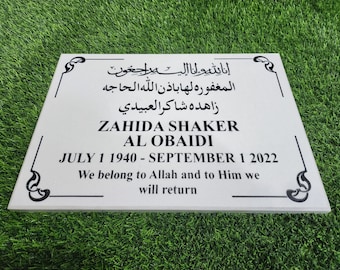 إنا لله وإنا إليه راجعون
المغفوره لها باذن الله الحاجه
زاهده شاكر العبيدي
ZAHIDA SHAKER
AL OBAIDI
JULY 1 1940 - SEPTEMBER 1 2022
We belong to Allah and to Him we
will return